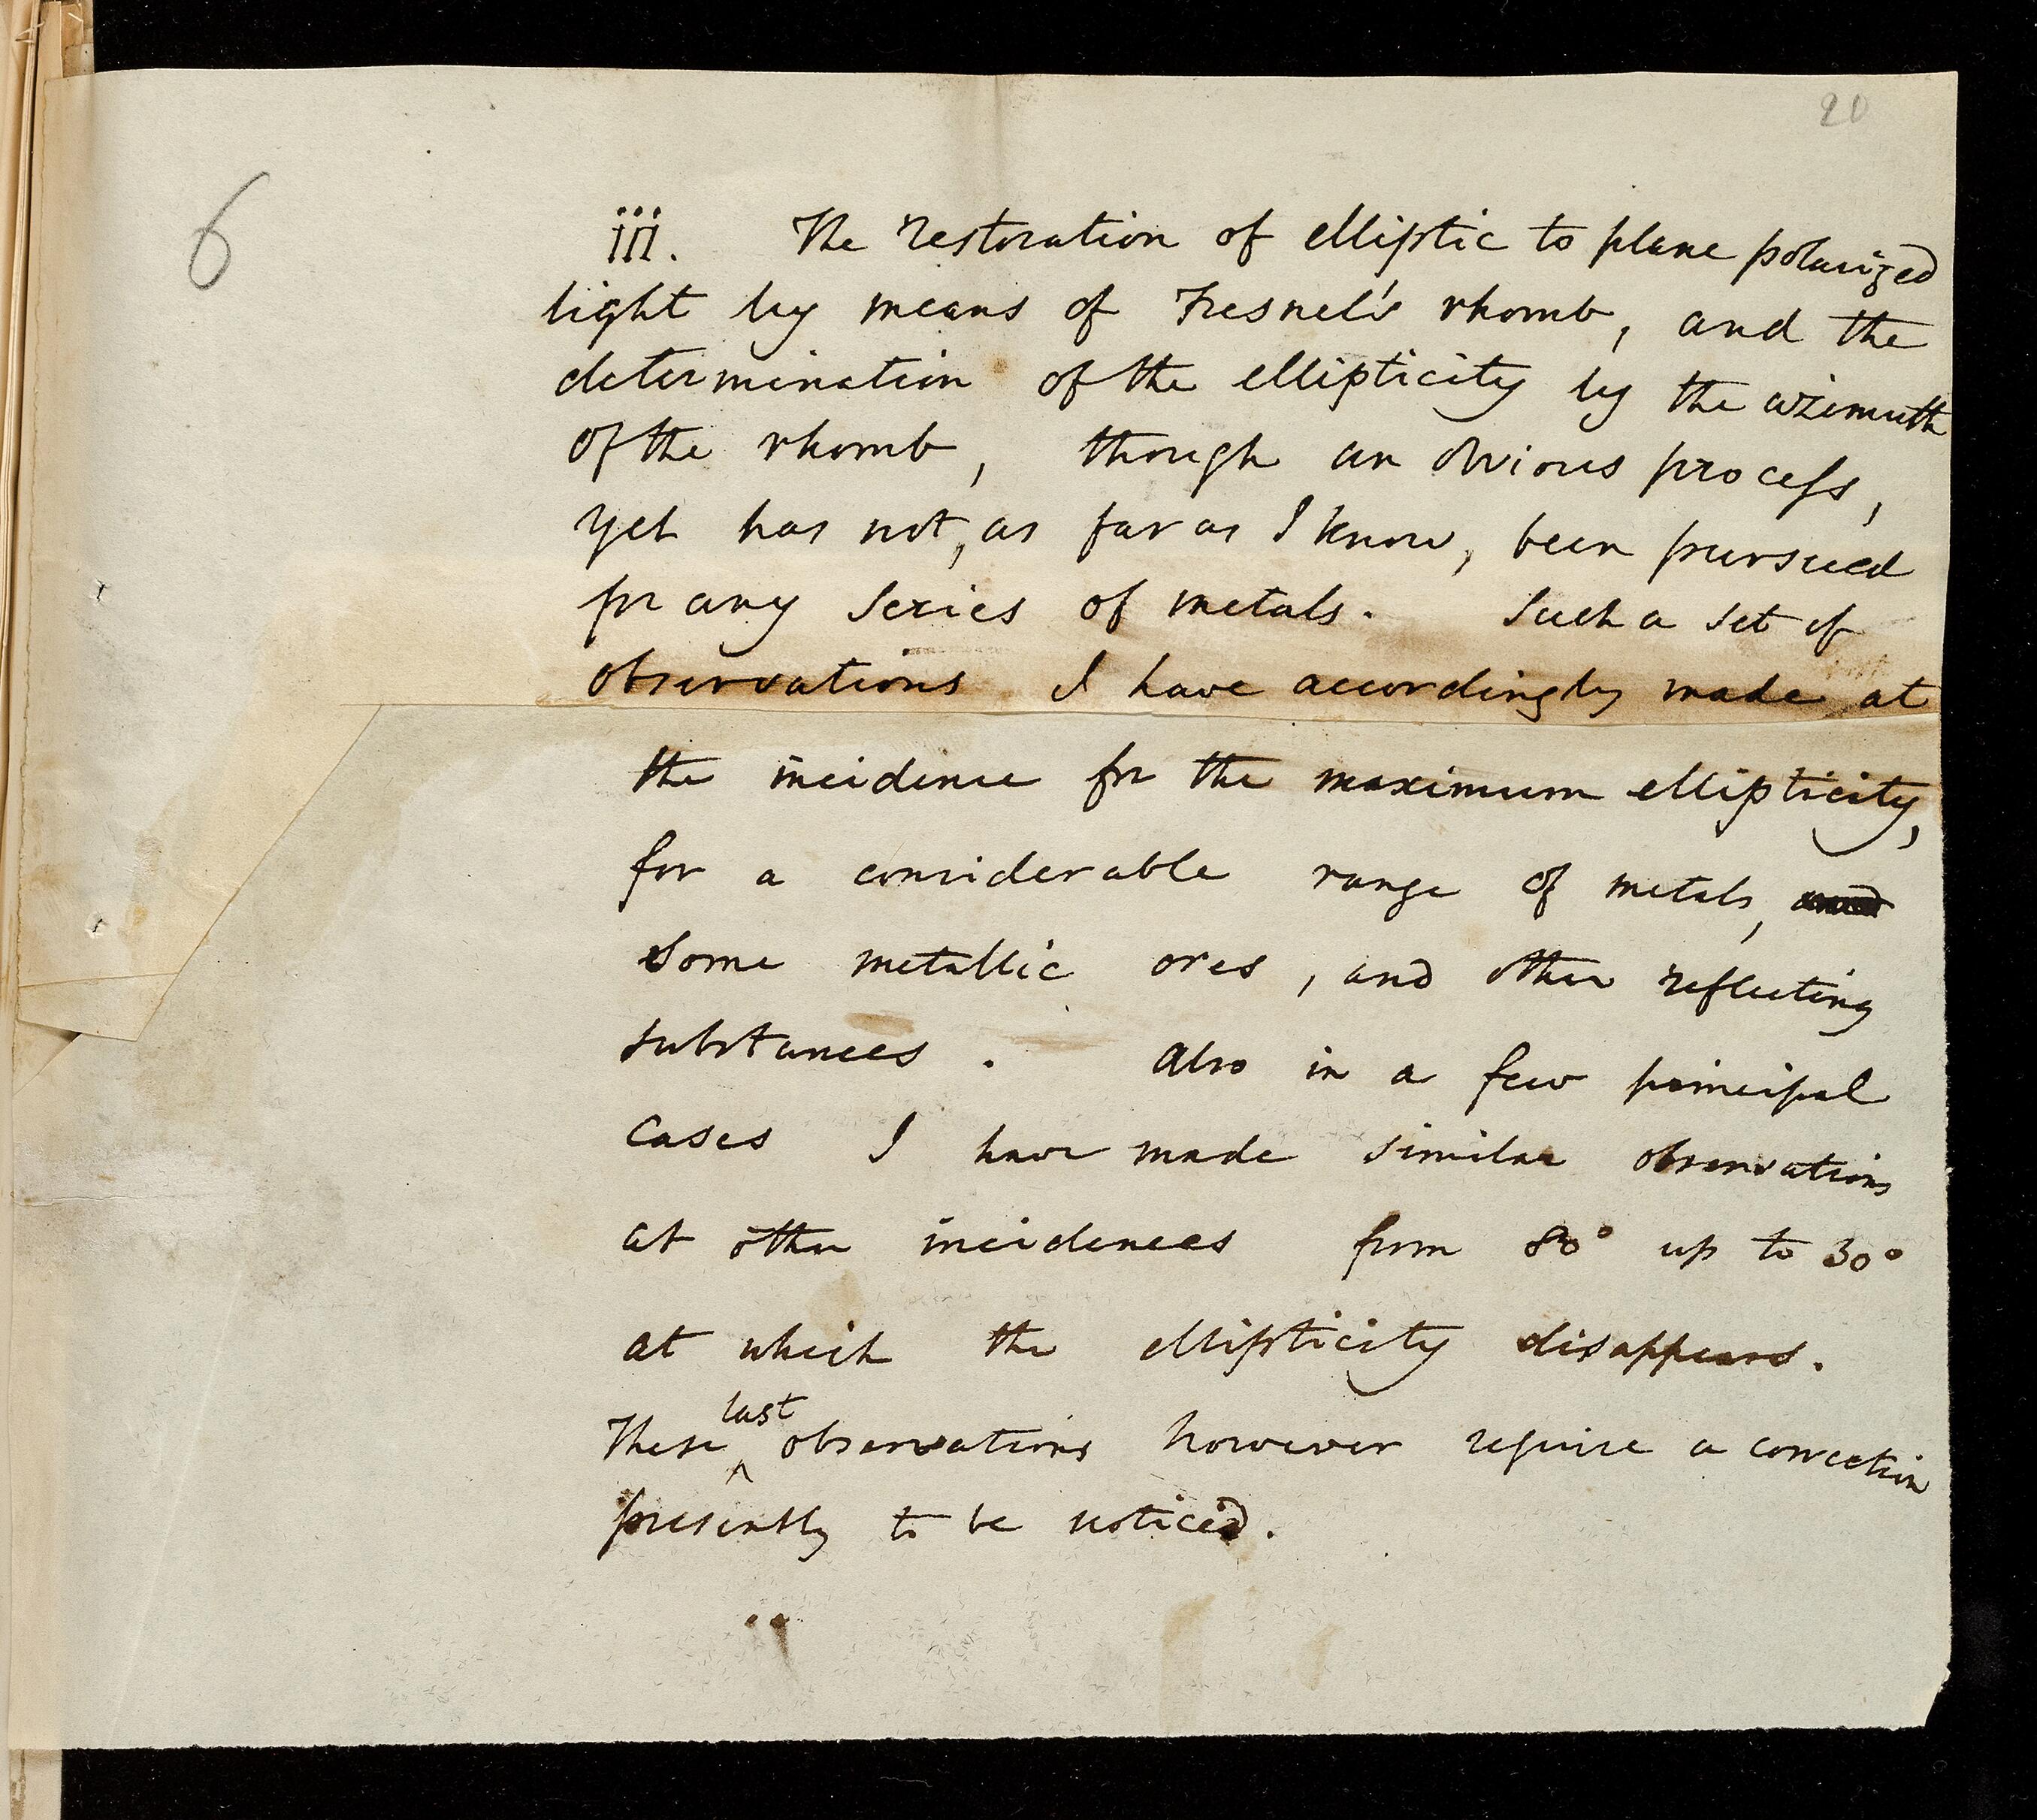 20
6
iii. The restoration of elliptic to plane polarized
light by means of Fresnel's rhomb, and the
determination of the ellipticity by the azimuth
of the rhomb, though an obvious process,
yet has not, as far as I know, been pursued
for any series of metals. Such a set of
observations I have accordingly made at
the incidence for the maximum ellipticity,
for a considerable range of metals, and
some metallic ores, and other reflecting
substances. Also in a few principal
cases I have made similar observations
at other incidences from 80° up to 30°
at which the ellipticity disappears.
last
These observations however require a correction
presently to be noticed.